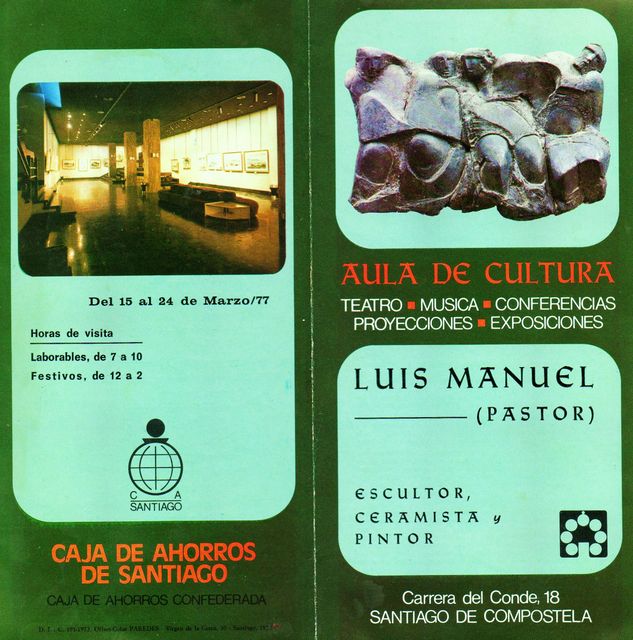 Del 15 al 24 de Marzo/77
Horas de visita
Laborables, de 7 a 10
Festivos, de 12 a 2
C A
SANTIAGO
CAJA DE AHORROS
DE SANTIAGO
CAJA DE AHORROS CONFEDERADA
AULA DE CULTURA
TEATRO ▪ MUSICA ▪ CONFERENCIAS
PROYECCIONES ▪ EXPOSICIONES
LUIS MANUEL
(PASTOR)
ESCULTOR,
CERAMISTA y
PINTOR
Carrera del Conde, 18
SANTIAGO DE COMPOSTELA